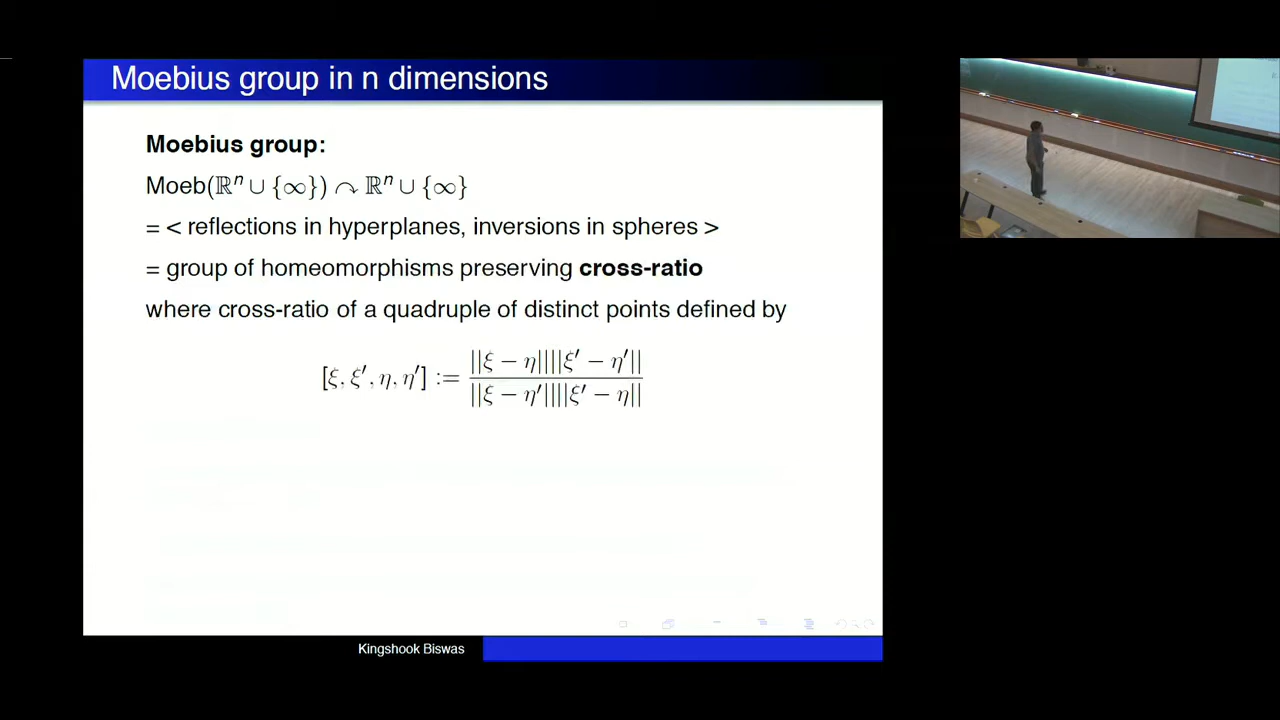 Moebius group in n dimensions
Moebius group:
Moeb(ℝⁿ ∪ {∞}) ↷ ℝⁿ ∪ {∞}
= < reflections in hyperplanes, inversions in spheres >
= group of homeomorphisms preserving cross-ratio
where cross-ratio of a quadruple of distinct points defined by
[ξ, ξ′, η, η′] := ||ξ − η||||ξ′ − η′|| / ||ξ − η′||||ξ′ − η||
Kingshook Biswas